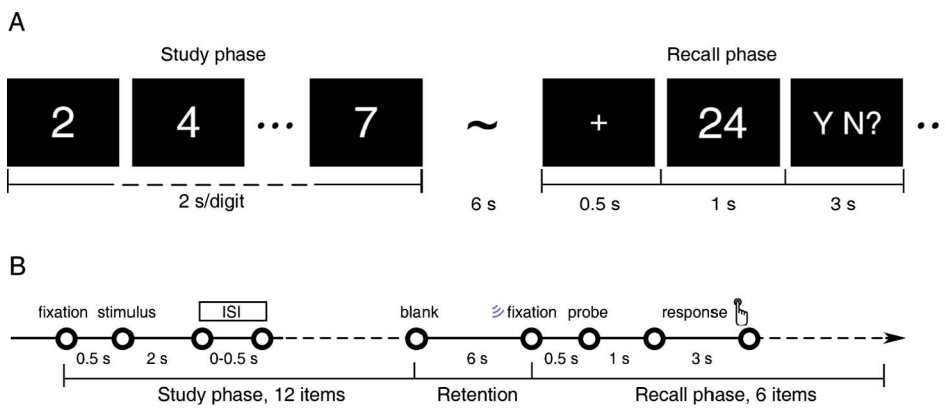 A
Study phase
Recall phase
2 4 ... 7 ~ + 24 Y N? ..
2 s/digit
6 s
0.5 s 1 s 3 s
B
fixation stimulus ISI blank fixation probe response
0.5 s 2 s 0-0.5 s 6 s 0.5 s 1 s 3 s
Study phase, 12 items Retention Recall phase, 6 items